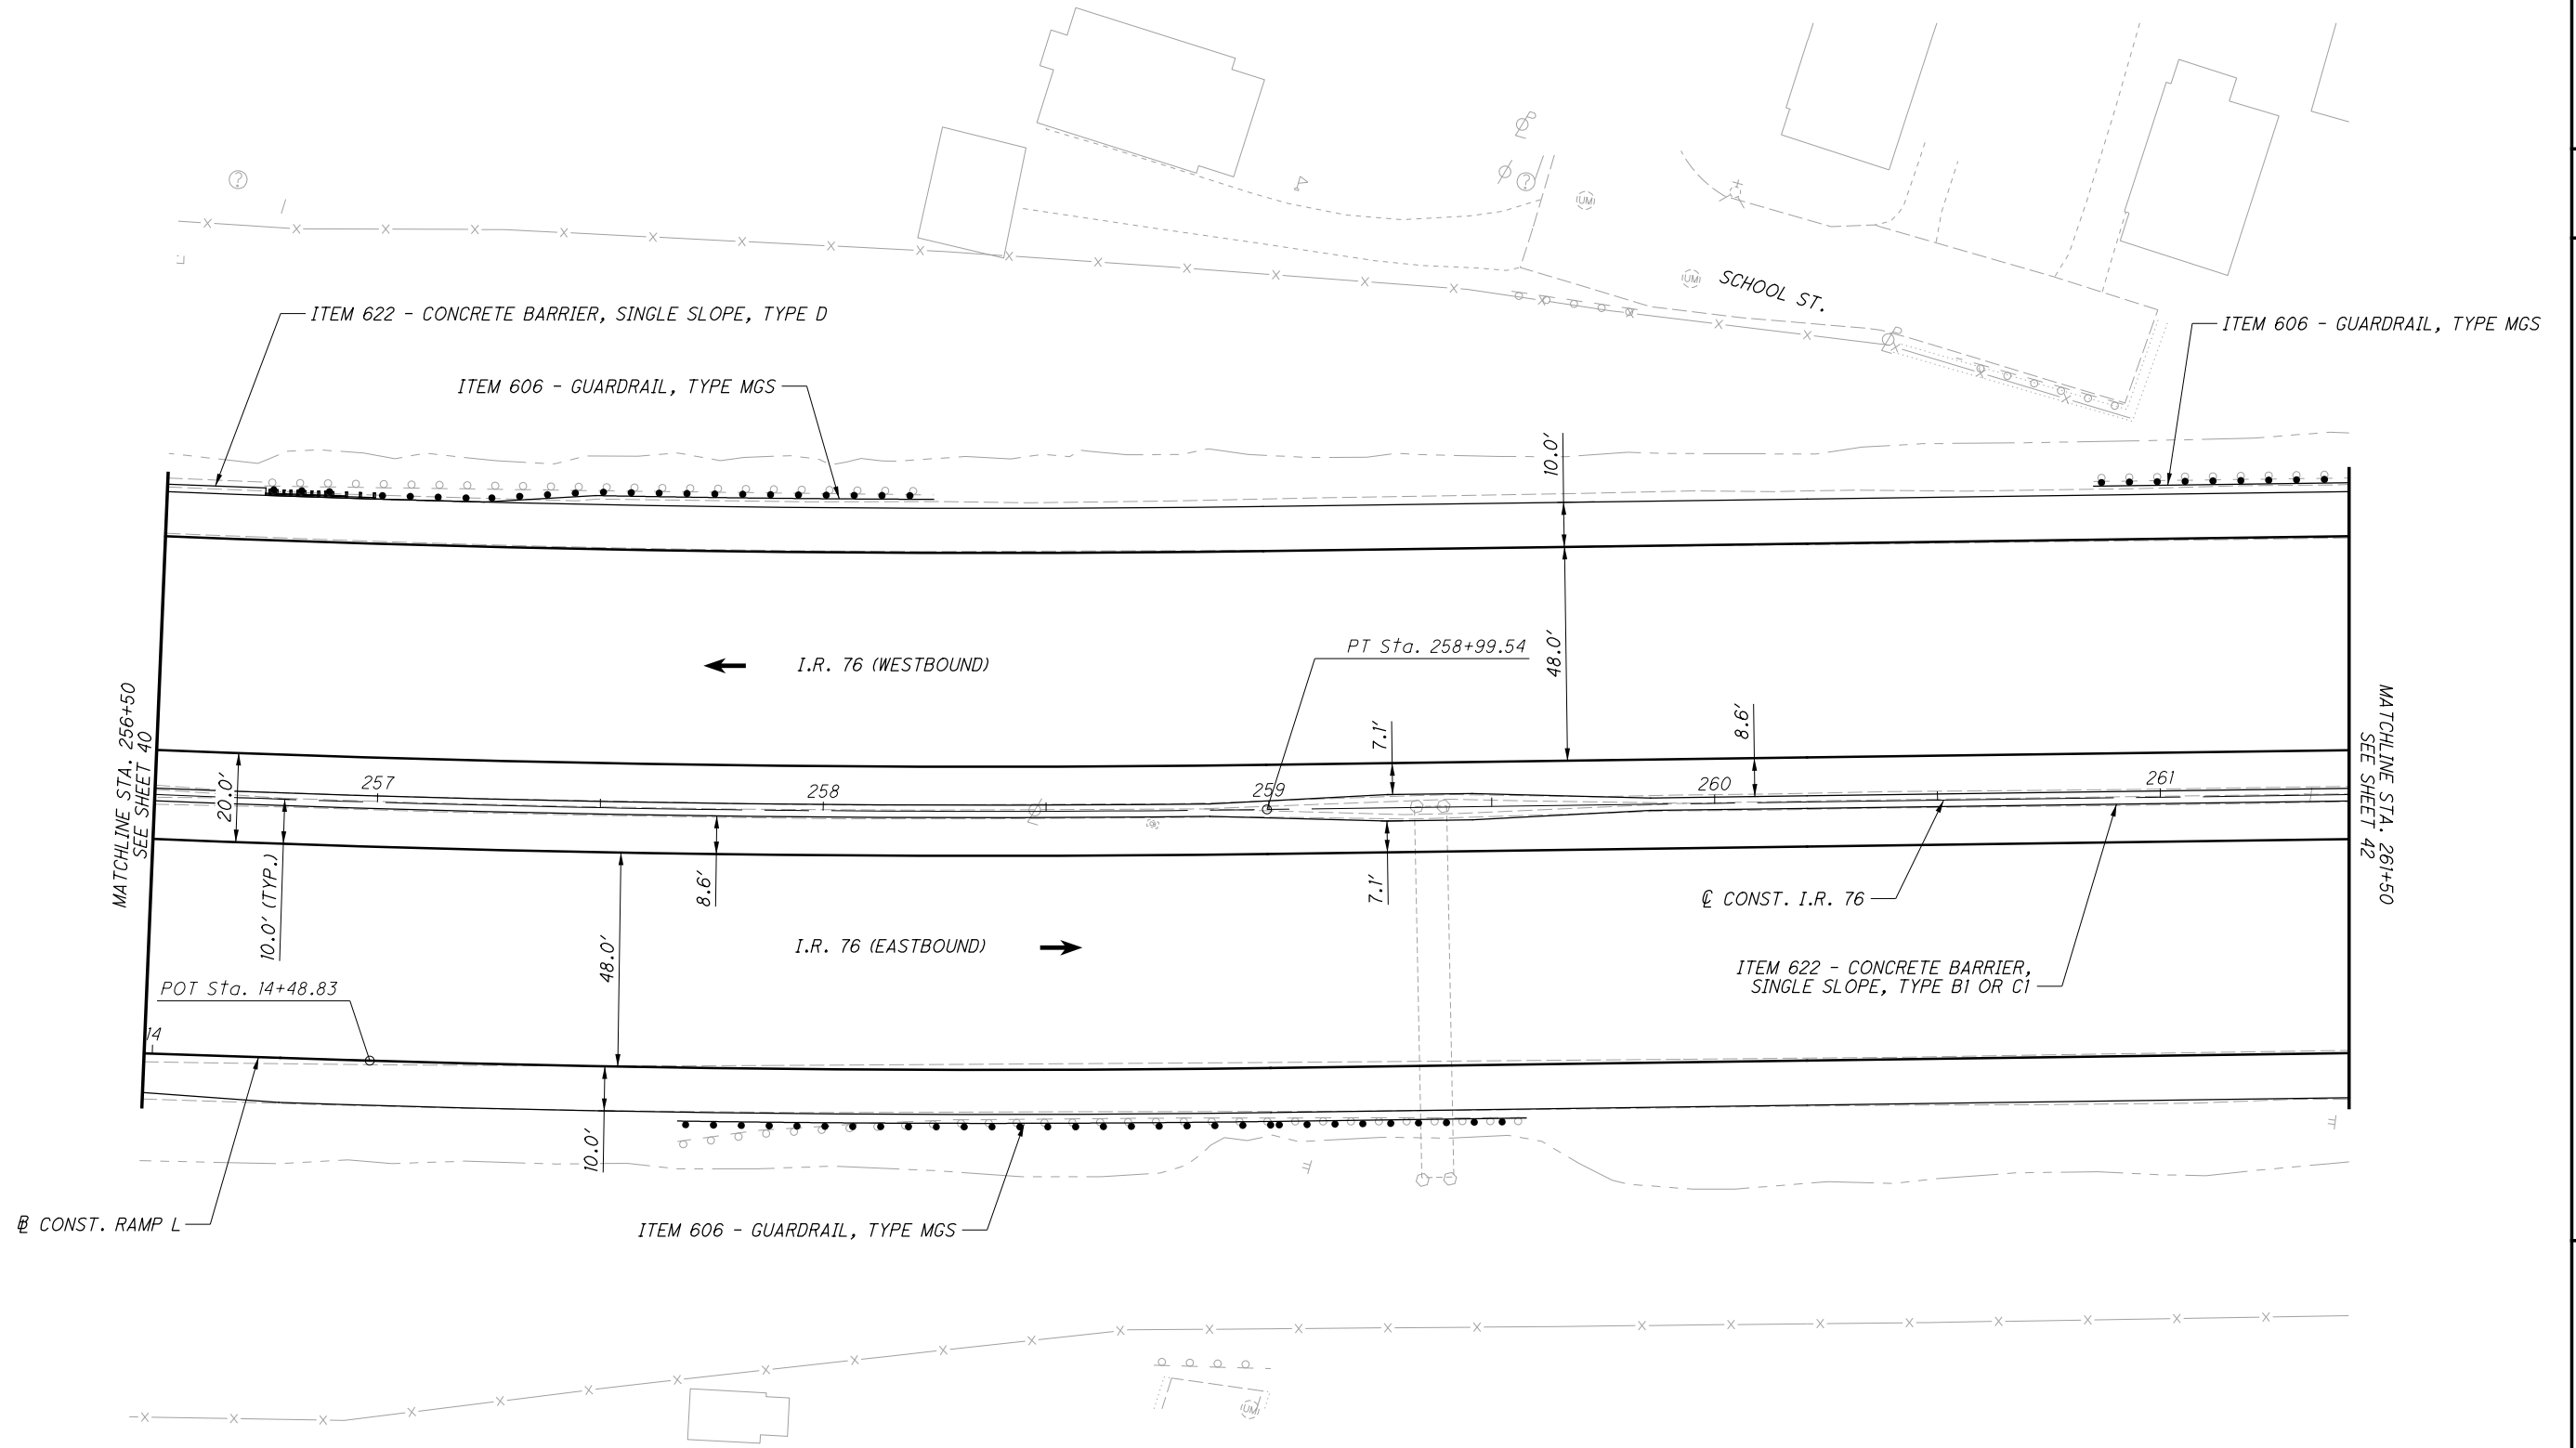 UM
UM
SCHOOL ST.
ITEM 622 - CONCRETE BARRIER, SINGLE SLOPE, TYPE D
ITEM 606 - GUARDRAIL, TYPE MGS
ITEM 606 - GUARDRAIL, TYPE MGS
10.0'
48.0'
PT Sta. 258+99.54
I.R. 76 (WESTBOUND)
MATCHLINE STA. 256+50
SEE SHEET 40
MATCHLINE STA. 261+50
SEE SHEET 42
7.1'
8.6'
20.0'
257
258
259
260
261
10.0' (TYP.)
8.6'
7.1'
48.0'
℄ CONST. I.R. 76
I.R. 76 (EASTBOUND)
ITEM 622 - CONCRETE BARRIER,
SINGLE SLOPE, TYPE B1 OR C1
POT Sta. 14+48.83
14
10.0'
BL CONST. RAMP L
ITEM 606 - GUARDRAIL, TYPE MGS
UM